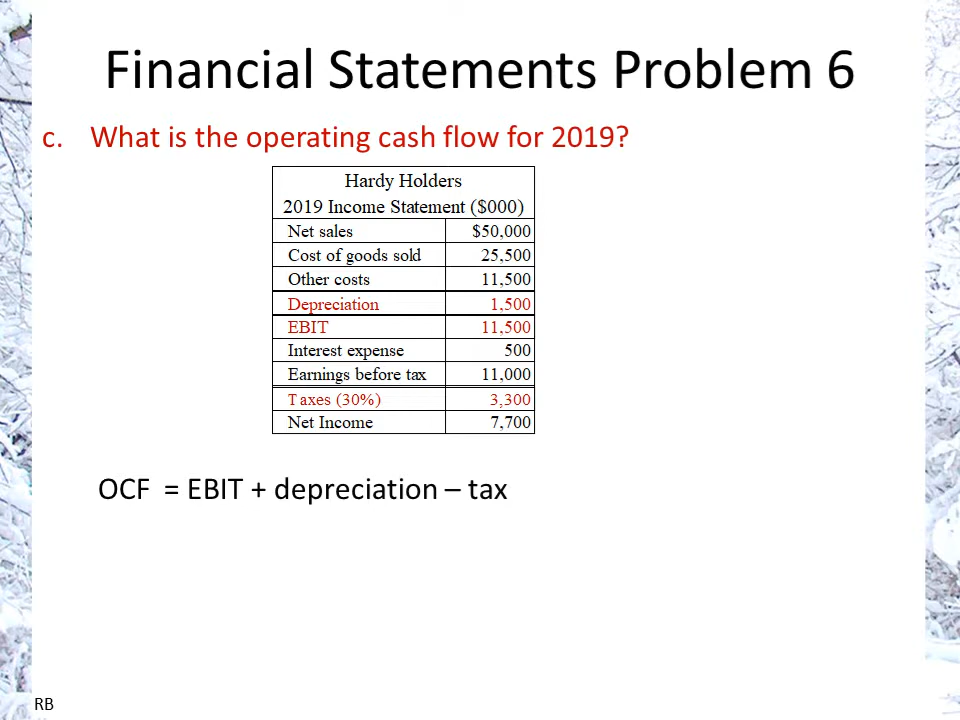 Financial Statements Problem 6
c. What is the operating cash flow for 2019?
Hardy Holders
2019 Income Statement ($000)
Net sales $50,000
Cost of goods sold 25,500
Other costs 11,500
Depreciation 1,500
EBIT 11,500
Interest expense 500
Earnings before tax 11,000
Taxes (30%) 3,300
Net Income 7,700
OCF = EBIT + depreciation – tax
RB